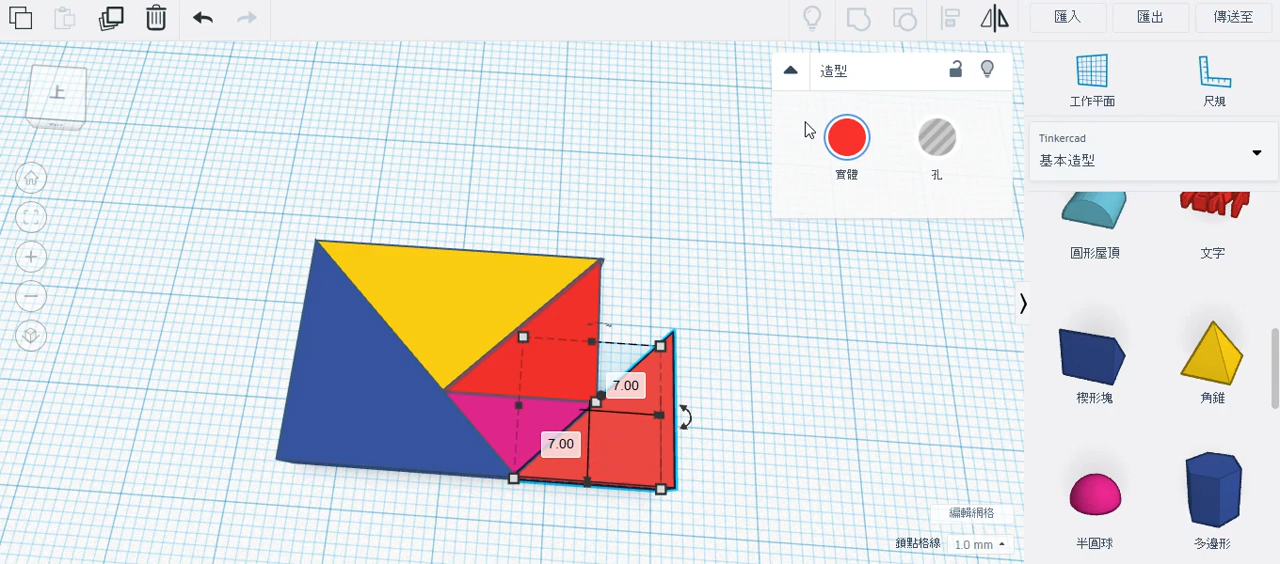 匯入
匯出
傳送至
造型
上
實體
孔
工作平面
尺規
Tinkercad
基本造型
圓形屋頂
文字
楔形塊
角錐
半圓球
多邊形
7.00
7.00
編輯網格
鎖點格線
1.0 mm